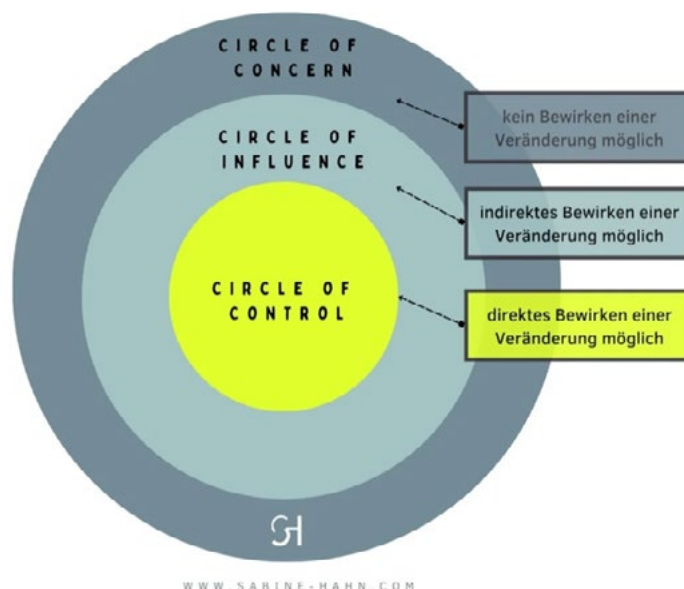 CIRCLE OF
CONCERN
kein Bewirken einer
Veränderung möglich
CIRCLE OF
INFLUENCE
indirektes Bewirken einer
Veränderung möglich
CIRCLE OF
CONTROL
direktes Bewirken einer
Veränderung möglich
SH
WWW.SABINE-HAHN.COM